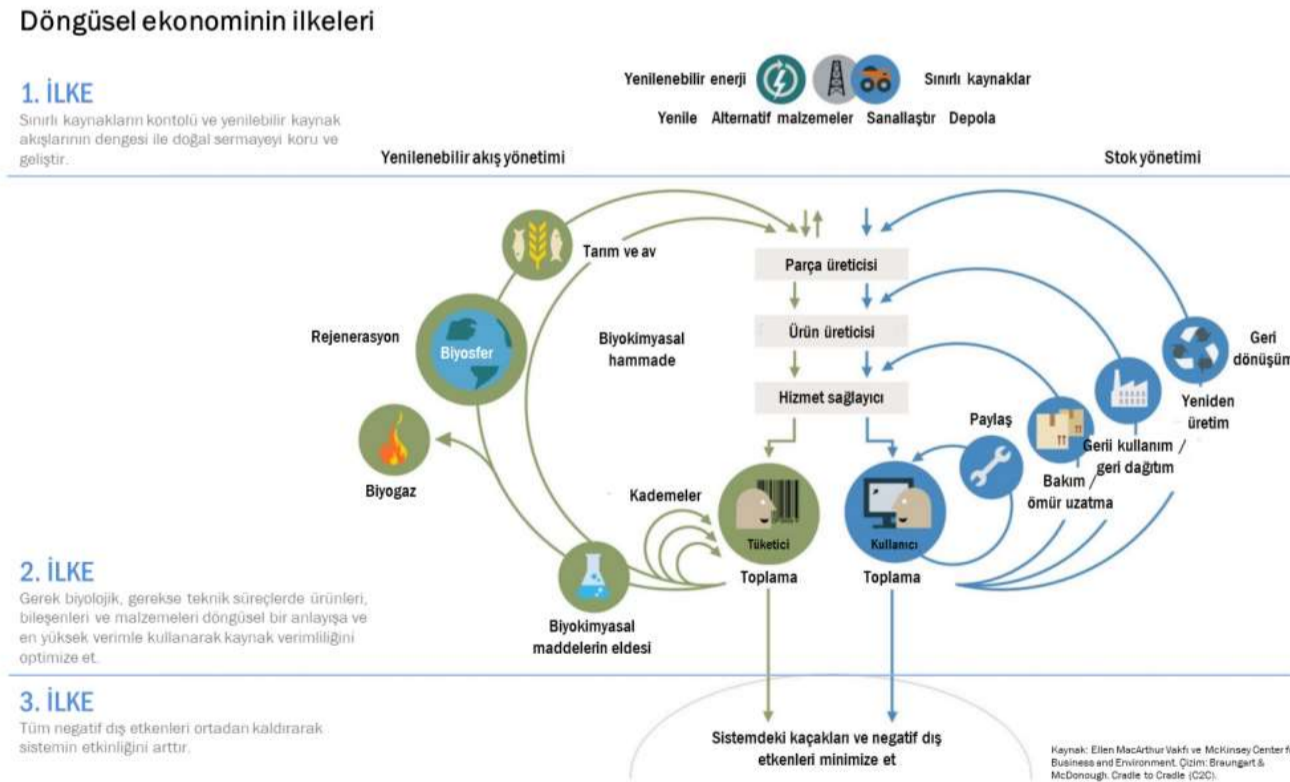 Döngüsel ekonominin ilkeleri
1. İLKE
Sınırlı kaynakların kontolü ve yenilebilir kaynak
akışlarının dengesi ile doğal sermayeyi koru ve
geliştir.
Yenilenebilir enerji
Sınırlı kaynaklar
Yenile Alternatif malzemeler Sanallaştır Depola
Yenilenebilir akış yönetimi
Stok yönetimi
Tarım ve av
Parça üreticisi
Rejenerasyon
Biyosfer
Biyokimyasal
hammade
Ürün üreticisi
Geri
dönüşüm
Hizmet sağlayıcı
Yeniden
üretim
Paylaş
Gerii kullanım /
geri dağıtım
Bakım /
ömür uzatma
Biyogaz
Kademeler
Tüketici
Kullanıcı
Toplama
Toplama
2. İLKE
Gerek biyolojik, gerekse teknik süreçlerde ürünleri,
bileşenleri ve malzemeleri döngüsel bir anlayışa ve
en yüksek verimle kullanarak kaynak verimliliğini
optimize et.
Biyokimyasal
maddelerin eldesi
3. İLKE
Tüm negatif dış etkenleri ortadan kaldırarak
sistemin etkinliğini arttır.
Sistemdeki kaçakları ve negatif dış
etkenleri minimize et
Kaynak: Ellen MacArthur Vakfı ve McKinsey Center f
Business and Environment. Çizim: Braungart &
McDonough. Cradle to Cradle (C2C).